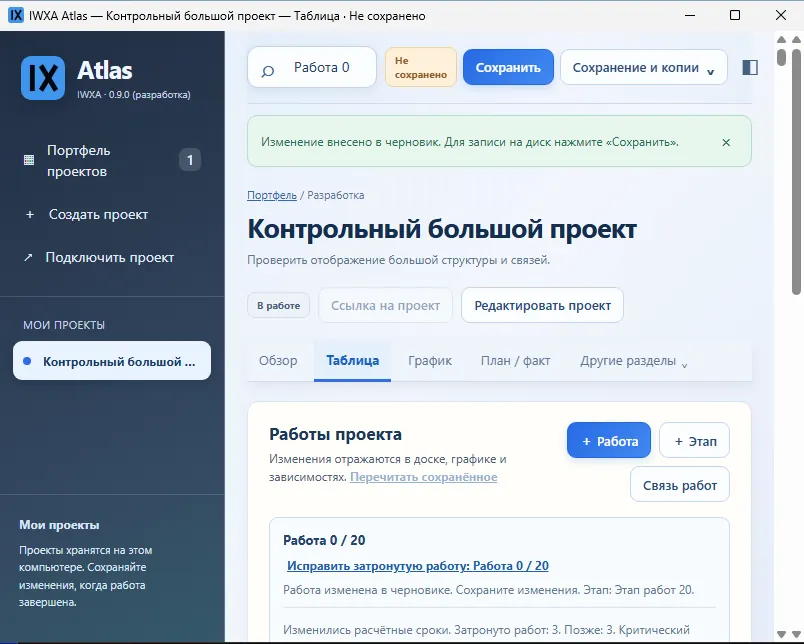 IWXA Atlas — Контрольный большой проект — Таблица · Не сохранено
IX
Atlas
IWXA · 0.9.0 (разработка)
Портфель
проектов
1
+ Создать проект
↗ Подключить проект
МОИ ПРОЕКТЫ
Контрольный большой ...
Мои проекты
Проекты хранятся на этом
компьютере. Сохраняйте
изменения, когда работа
завершена.
Работа 0
Не
сохранено
Сохранить
Сохранение и копии
Изменение внесено в черновик. Для записи на диск нажмите «Сохранить».
×
Портфель / Разработка
Контрольный большой проект
Проверить отображение большой структуры и связей.
В работе
Ссылка на проект
Редактировать проект
Обзор
Таблица
График
План / факт
Другие разделы
Работы проекта
Изменения отражаются в доске, графике и
зависимостях. Перечитать сохранённое
+ Работа
+ Этап
Связь работ
Работа 0 / 20
Исправить затронутую работу: Работа 0 / 20
Работа изменена в черновике. Сохраните изменения. Этап: Этап работ 20.
Изменились расчётные сроки. Затронуто работ: 3. Позже: 3. Критический